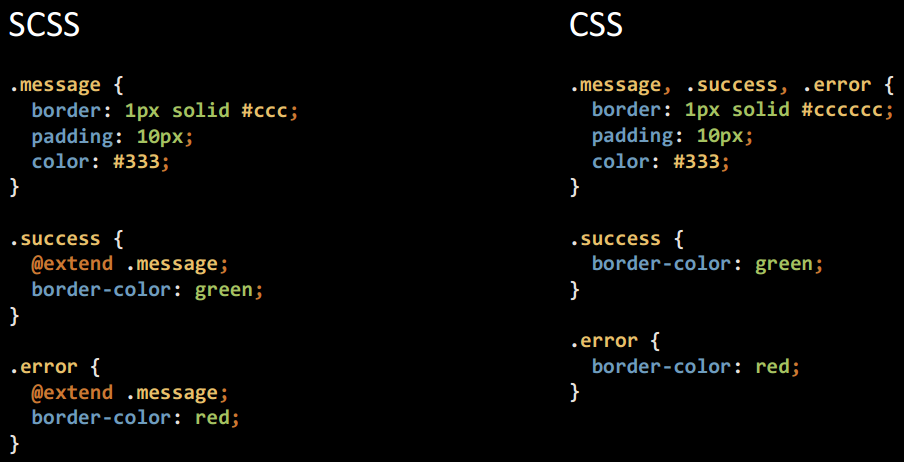 SCSS
.message {
  border: 1px solid #ccc;
  padding: 10px;
  color: #333;
}
.success {
  @extend .message;
  border-color: green;
}
.error {
  @extend .message;
  border-color: red;
}
CSS
.message, .success, .error {
  border: 1px solid #cccccc;
  padding: 10px;
  color: #333;
}
.success {
  border-color: green;
}
.error {
  border-color: red;
}